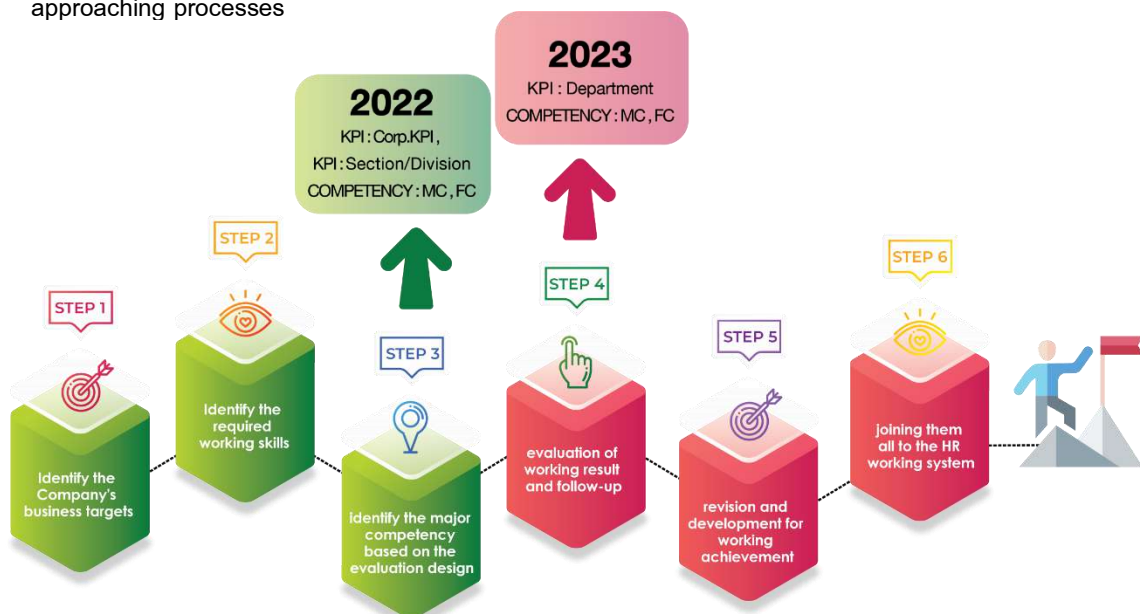 approaching processes
2022
KPI : Corp.KPI,
KPI : Section/Division
COMPETENCY : MC , FC
2023
KPI : Department
COMPETENCY : MC , FC
STEP 1
Identify the
Company's
business targets
STEP 2
Identify the
required
working skills
STEP 3
identify the major
competency
based on the
evaluation design
STEP 4
evaluation of
working result
and follow-up
STEP 5
revision and
development for
working
achievement
STEP 6
joining them
all to the HR
working system